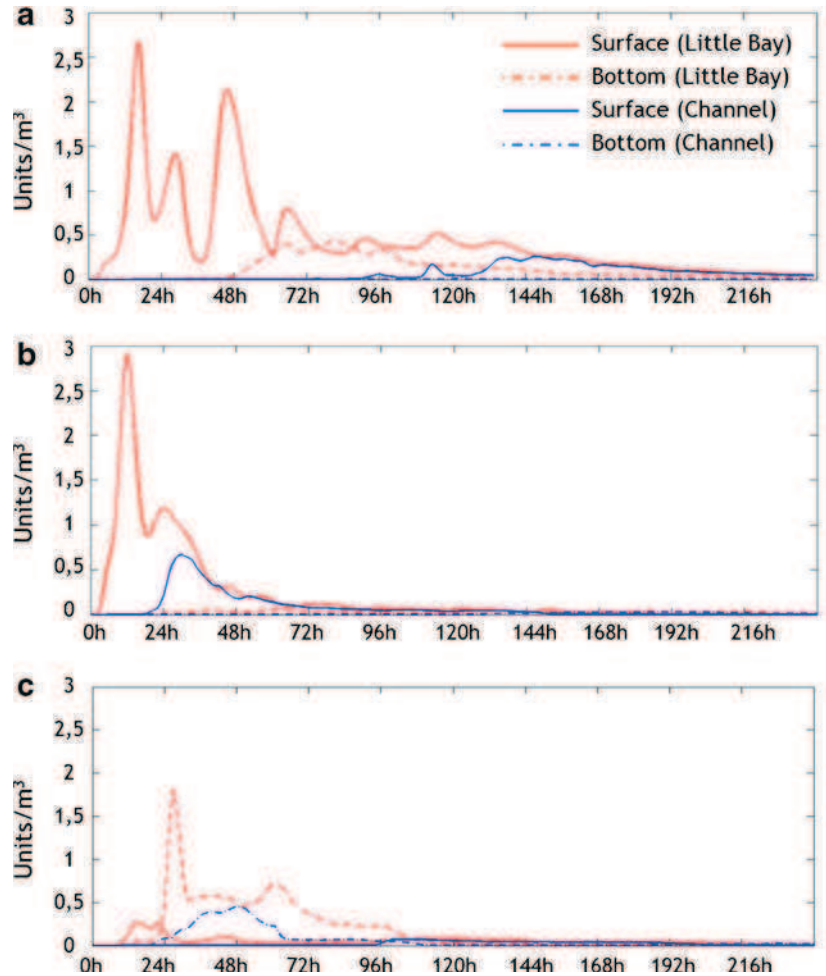 a
3
2,5
2
1,5
1
0,5
0
Units/m³
Surface (Little Bay)
Bottom (Little Bay)
Surface (Channel)
Bottom (Channel)
0h 24h 48h 72h 96h 120h 144h 168h 192h 216h
b
3
2,5
2
1,5
1
0,5
0
Units/m³
0h 24h 48h 72h 96h 120h 144h 168h 192h 216h
c
3
2,5
2
1,5
1
0,5
0
Units/m³
0h 24h 48h 72h 96h 120h 144h 168h 192h 216h